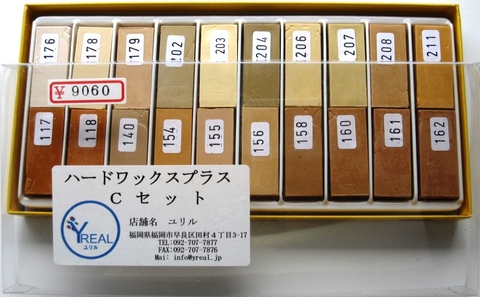 176
178
179
202
203
204
206
207
208
211
¥9060
117
118
140
154
155
156
158
160
161
162
ハードワックスプラス
Cセット
YREAL
ユリル
店舗名 ユリル
福岡県福岡市早良区田村4丁目3-17
TEL:092-707-7877
FAX:092-707-7876
Mai: info@yreal.jp